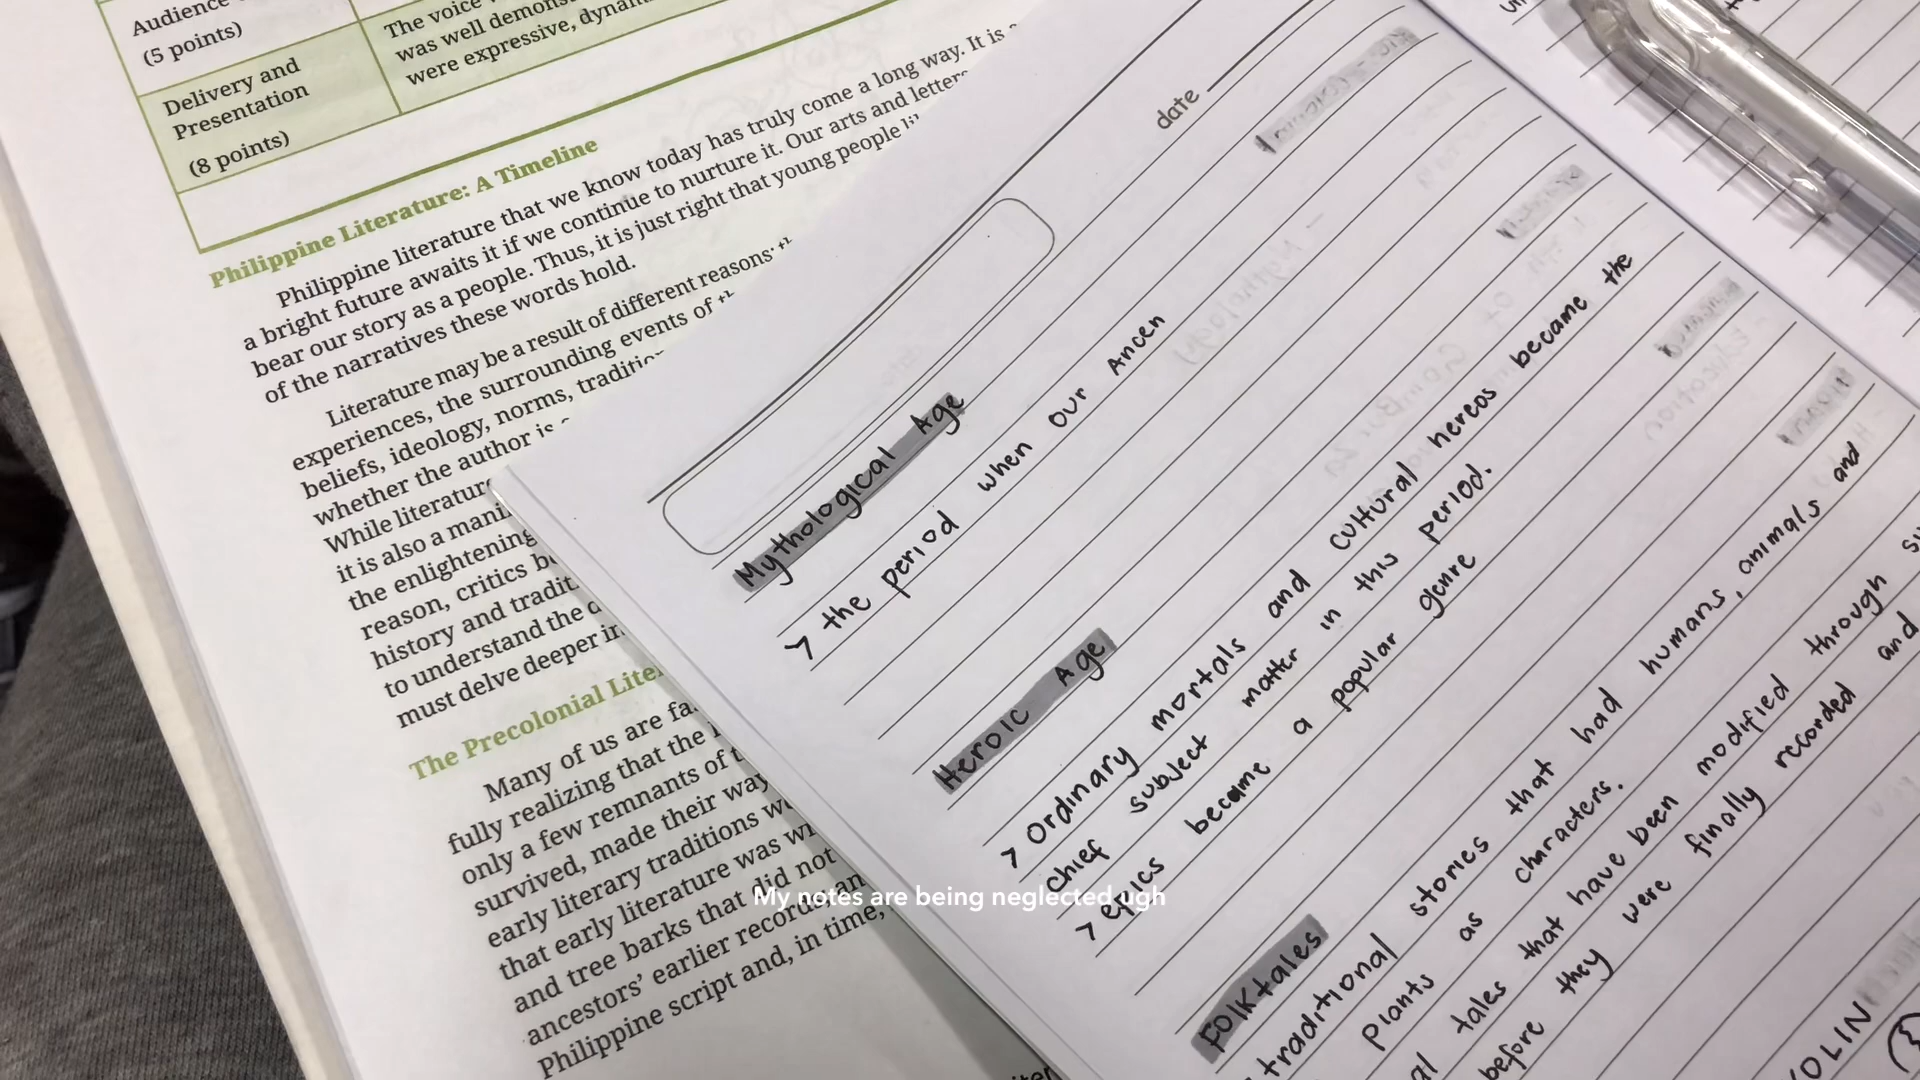 Audience
(5 points)
The voice
was well demons
were expressive, dynam
Delivery and
Presentation
(8 points)
Philippine Literature: A Timeline
Philippine literature that we know today has truly come a long way. It is
a bright future awaits it if we continue to nurture it. Our arts and letters
bear our story as a people. Thus, it is just right that young people
of the narratives these words hold.
Literature may be a result of different reasons:
experiences, the surrounding events of
beliefs, ideology, norms, tradition
whether the author is
While literature
it is also a mani
the enlightening
reason, critics be
history and tradit
to understand the
must delve deeper in
The Precolonial Lite
Many of us are fa
fully realizing that the
only a few remnants of
survived, made their way
early literary traditions we
that early literature was wr
and tree barks that did not
ancestors' earlier records, an
Philippine script and, in time,
date
Mythological Age
> the period when our Ancen
Heroic Age
> Ordinary mortals and cultural hereos became the
chief subject matter in this period.
> epics became a popular genre
Folktales
traditional stories that had humans, animals and
plants as characters.
al tales that have been modified through su
before they were finally recorded and
OLIN
My notes are being neglected ugh